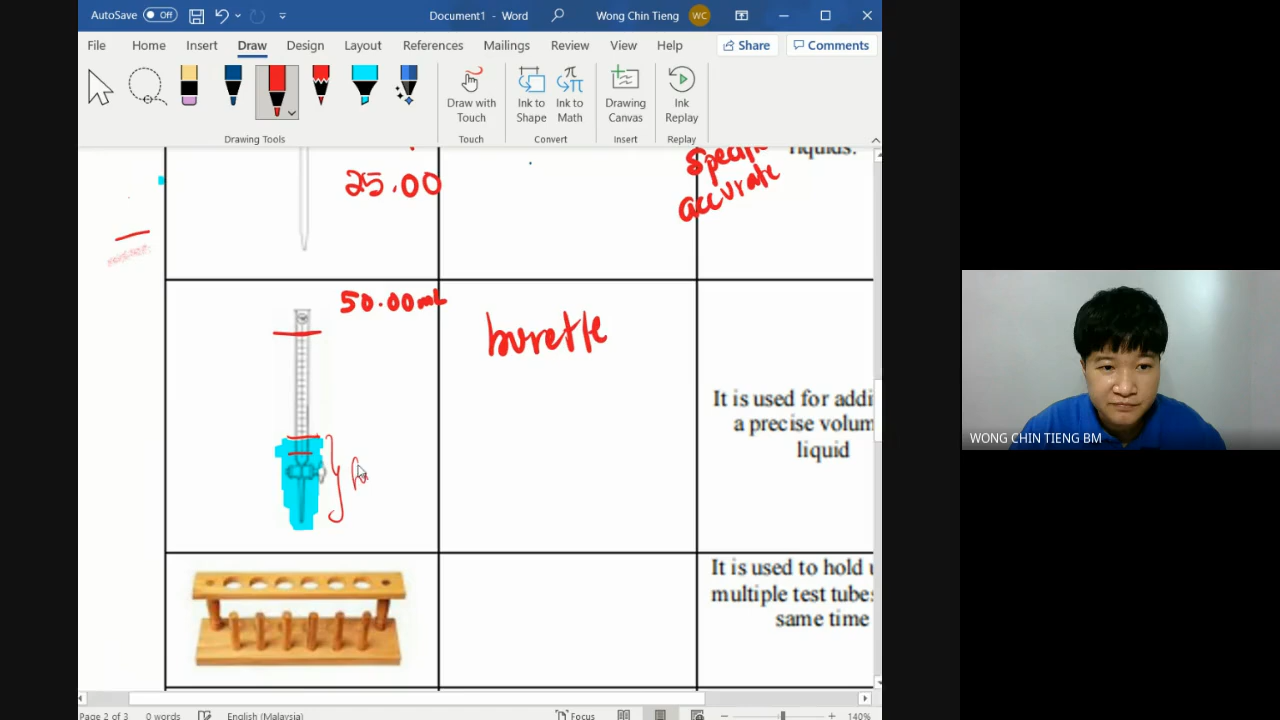 AutoSave Off Document1 - Word Wong Chin Tieng WC
File Home Insert Draw Design Layout References Mailings Review View Help Share Comments
Draw with Touch Ink to Shape Ink to Math Drawing Canvas Ink Replay
Drawing Tools Touch Convert Insert Replay
liquids.
accurate
25.00
50.00mL
burette
It is used for addi
a precise volum
liquid
WONG CHIN TIENG BM
It is used to hold
multiple test tube
same time
Page 2 of 3 0 words English (Malaysia) Focus 140%